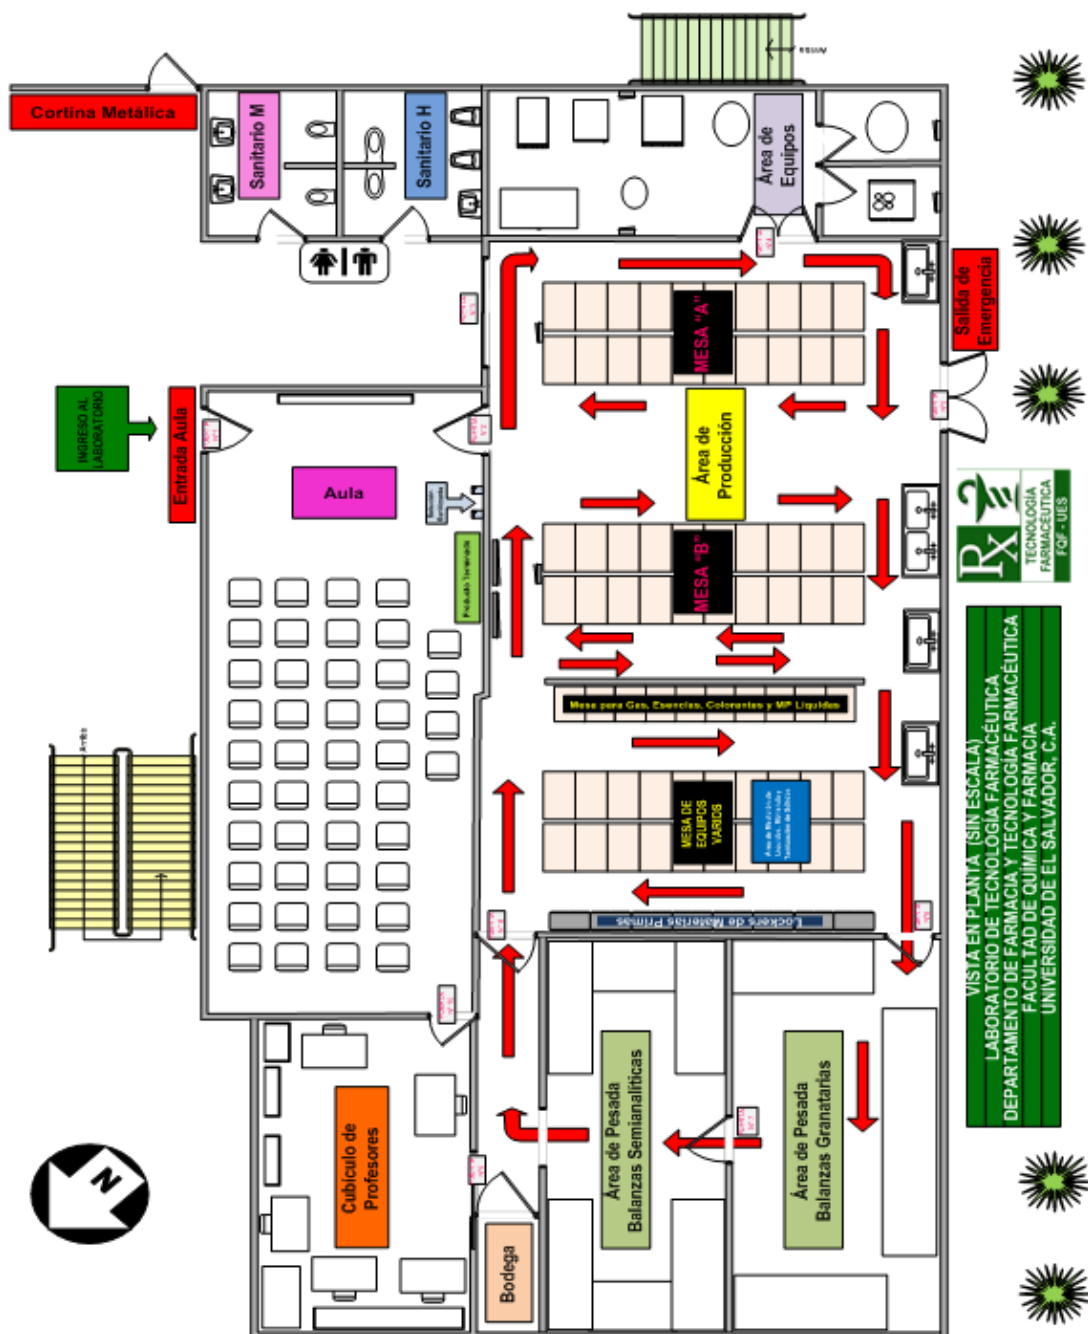 Cortina Metálica
Sanitario M
Sanitario H
Área de
Equipos
Arriba
INGRESO AL
LABORATORIO
Entrada Aula
Aula
Producto Terminado
MESA "A"
Salida de
Emergencia
Área de
Producción
MESA "B"
Mesa para Gas, Esencias, Colorantes y MP Líquidas
MESA DE
EQUIPOS
VARIOS
Lockers de Materias Primas
Rx
TECNOLOGÍA
FARMACÉUTICA
FQF - UES
Cubículo de
Profesores
Bodega
Área de Pesada
Balanzas Semianalíticas
Área de Pesada
Balanzas Granatarias
N
VISTA EN PLANTA (SIN ESCALA)
LABORATORIO DE TECNOLOGÍA FARMACÉUTICA
DEPARTAMENTO DE FARMACIA Y TECNOLOGÍA FARMACÉUTICA
FACULTAD DE QUÍMICA Y FARMACIA
UNIVERSIDAD DE EL SALVADOR, C.A.